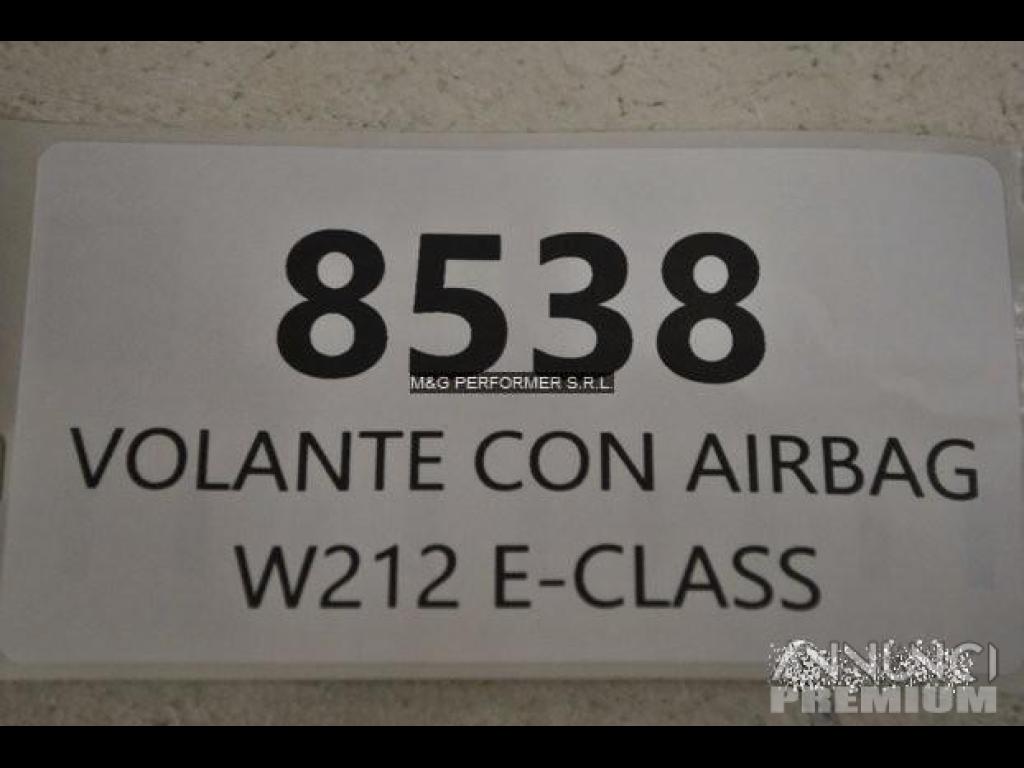 8538
M&G PERFORMER S.R.L.
VOLANTE CON AIRBAG
W212 E-CLASS
ANNUNCI
PREMIUM